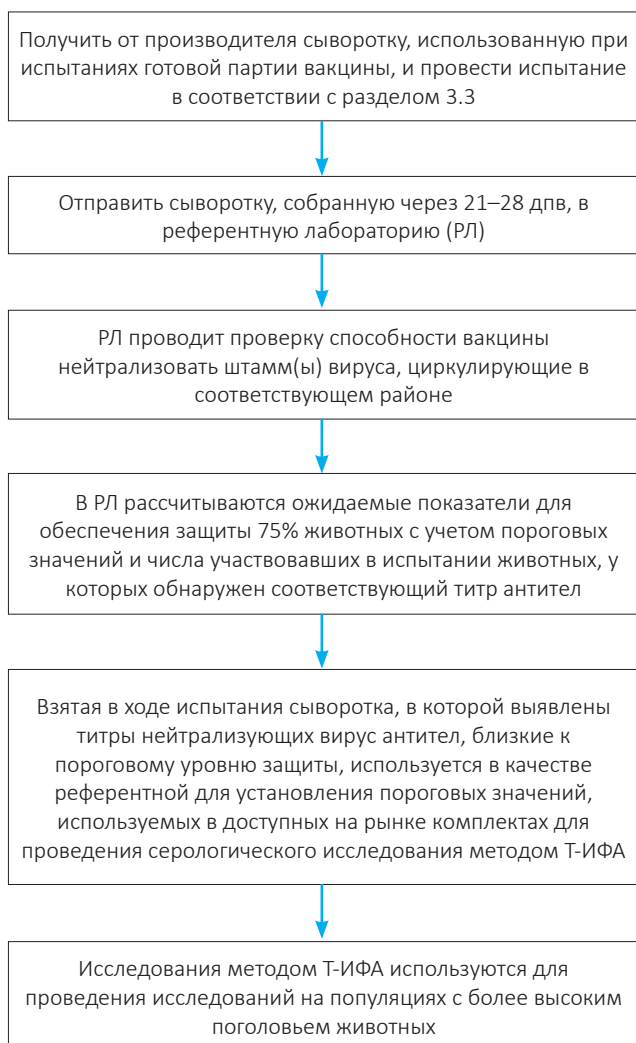 Получить от производителя сыворотку, использованную при
испытаниях готовой партии вакцины, и провести испытание
в соответствии с разделом 3.3
Отправить сыворотку, собранную через 21–28 дпв, в
референтную лабораторию (РЛ)
РЛ проводит проверку способности вакцины
нейтрализовать штамм(ы) вируса, циркулирующие в
соответствующем районе
В РЛ рассчитываются ожидаемые показатели для
обеспечения защиты 75% животных с учетом пороговых
значений и числа участвовавших в испытании животных, у
которых обнаружен соответствующий титр антител
Взятая в ходе испытания сыворотка, в которой выявлены
титры нейтрализующих вирус антител, близкие к
пороговому уровню защиты, используется в качестве
референтной для установления пороговых значений,
используемых в доступных на рынке комплектах для
проведения серологического исследования методом Т-ИФА
Исследования методом Т-ИФА используются для
проведения исследований на популяциях с более высоким
поголовьем животных